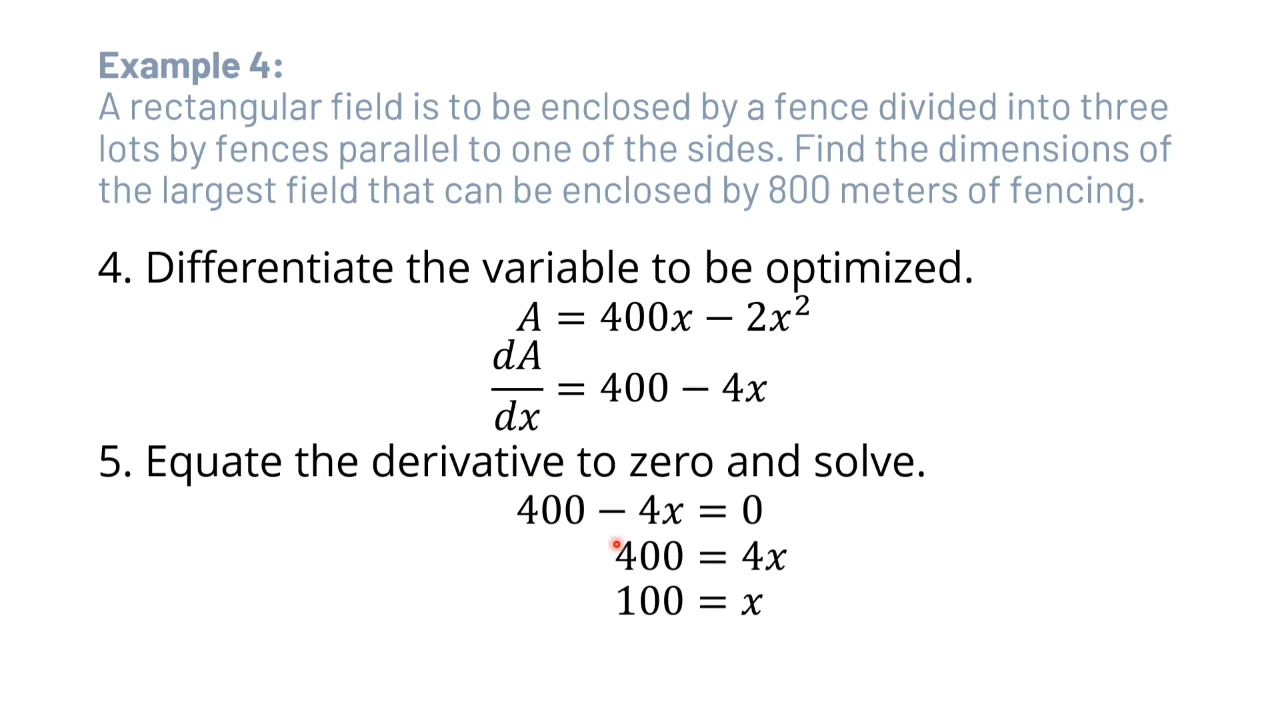 Example 4:
A rectangular field is to be enclosed by a fence divided into three
lots by fences parallel to one of the sides. Find the dimensions of
the largest field that can be enclosed by 800 meters of fencing.
4. Differentiate the variable to be optimized.
A = 400x − 2x²
dA/dx = 400 − 4x
5. Equate the derivative to zero and solve.
400 − 4x = 0
400 = 4x
100 = x